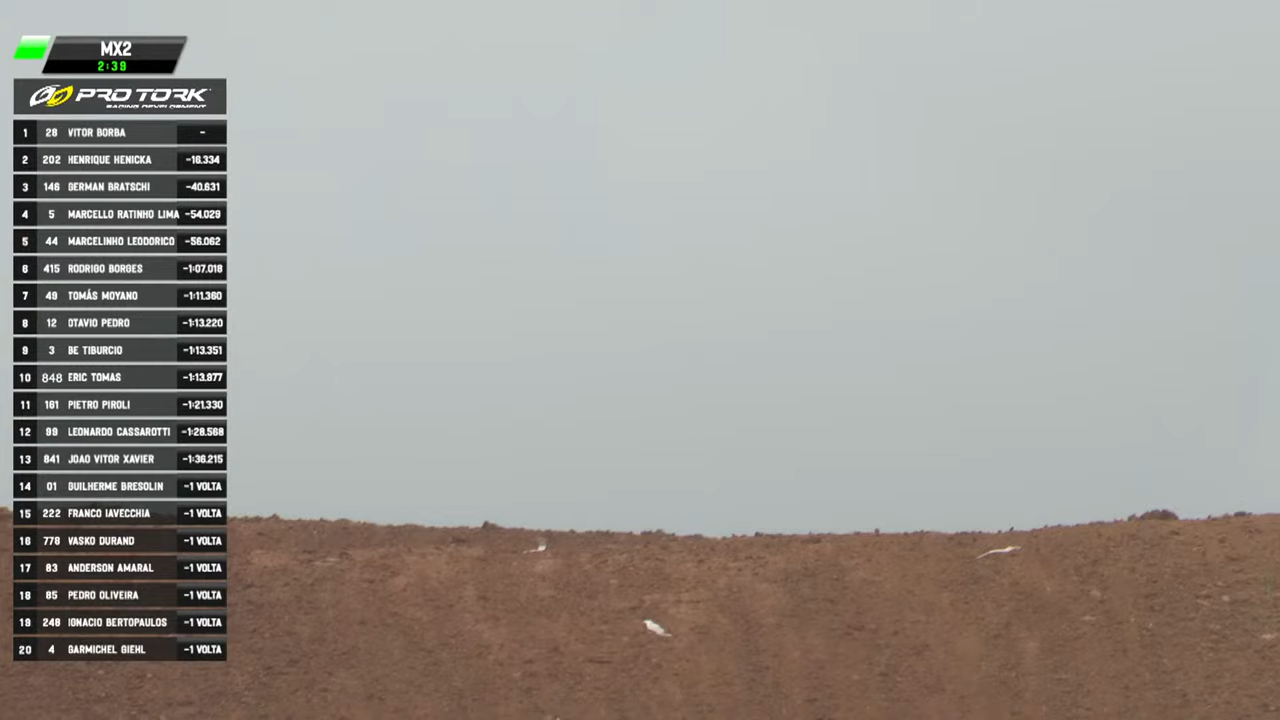 MX2
2:39
PRO TORK
RACING DEVELOPMENT
1 28 VITOR BORBA -
2 202 HENRIQUE HENICKA -16.334
3 146 GERMAN BRATSCHI -40.631
4 5 MARCELLO RATINHO LIMA -54.029
5 44 MARCELINHO LEODORICO -56.062
6 415 RODRIGO BORGES -1:07.018
7 49 TOMÁS MOYANO -1:11.360
8 12 OTAVIO PEDRO -1:13.220
9 3 BE TIBURCIO -1:13.351
10 848 ERIC TOMAS -1:13.877
11 161 PIETRO PIROLI -1:21.330
12 99 LEONARDO CASSAROTTI -1:28.568
13 841 JOAO VITOR XAVIER -1:36.215
14 01 GUILHERME BRESOLIN -1 VOLTA
15 222 FRANCO IAVECCHIA -1 VOLTA
16 778 VASKO DURAND -1 VOLTA
17 83 ANDERSON AMARAL -1 VOLTA
18 85 PEDRO OLIVEIRA -1 VOLTA
19 248 IGNACIO BERTOPAULOS -1 VOLTA
20 4 GARMICHEL GIEHL -1 VOLTA